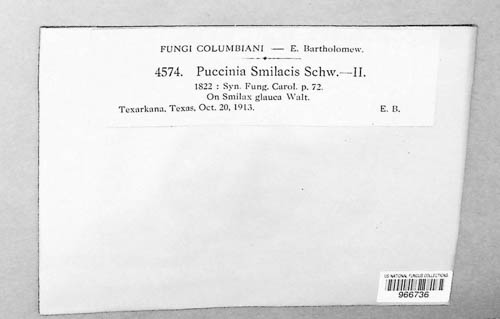 FUNGI COLUMBIANI — E. Bartholomew.
4574. Puccinia Smilacis Schw.—II.
1822 : Syn. Fung. Carol. p. 72.
On Smilax glauca Walt.
Texarkana, Texas, Oct. 20, 1913. E. B.
US NATIONAL FUNGUS COLLECTIONS
966736